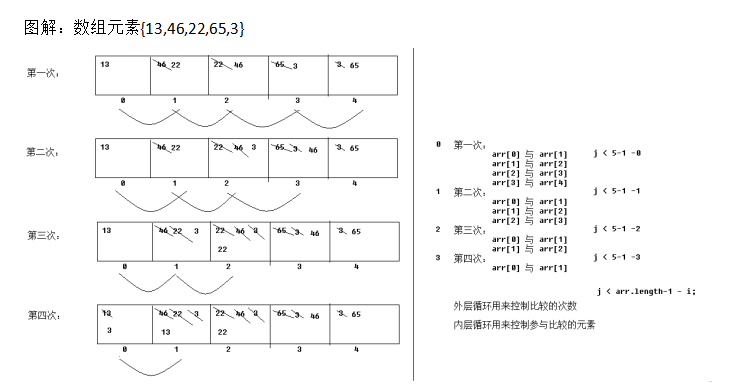 图解：数组元素{13,46,22,65,3}
第一次：
13 46 22 22 46 65 3 3 65
0 1 2 3 4
第二次：
13 46 22 22 46 3 65 3 46 3 65
0 1 2 3 4
第三次：
13 46 22 3 22 46 3 65 3 46 3 65
22
0 1 2 3 4
第四次：
13 46 22 3 22 46 3 65 3 46 3 65
3 13 22
0 1 2 3 4
0 第一次： j < 5-1 -0
arr[0] 与 arr[1]
arr[1] 与 arr[2]
arr[2] 与 arr[3]
arr[3] 与 arr[4]
1 第二次： j < 5-1 -1
arr[0] 与 arr[1]
arr[1] 与 arr[2]
arr[2] 与 arr[3]
2 第三次： j < 5-1 -2
arr[0] 与 arr[1]
arr[1] 与 arr[2]
3 第四次： j < 5-1 -3
arr[0] 与 arr[1]
j < arr.length-1 - i;
外层循环用来控制比较的次数
内层循环用来控制参与比较的元素